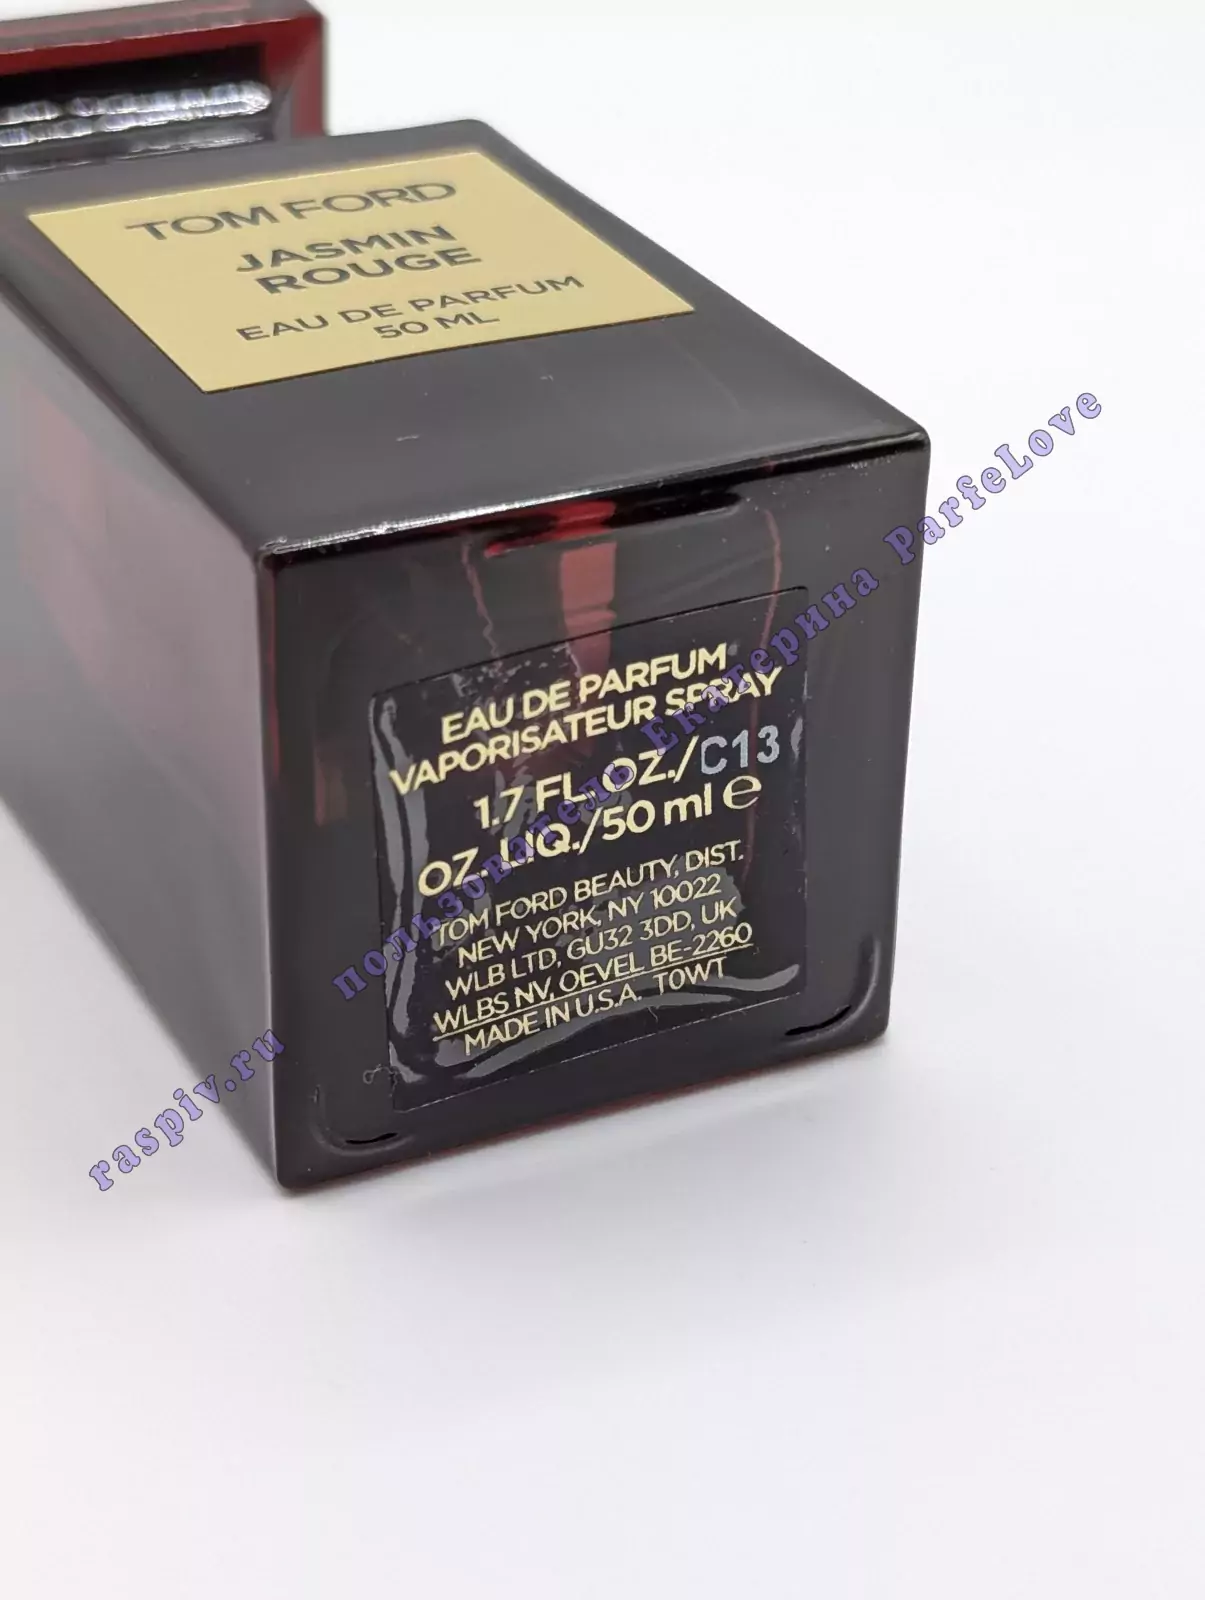 TOM FORD
JASMIN
ROUGE
EAU DE PARFUM
50 ML
EAU DE PARFUM
VAPORISATEUR SPRAY
1.7 FL.OZ./C13
OZ. LIQ./50 ml e
TOM FORD BEAUTY, DIST.
NEW YORK, NY 10022
WLB LTD, GU32 3DD, UK
WLBS NV, OEVEL BE-2260
MADE IN U.S.A. TOWT
raspiv.ru пользователь Екатерина ParfeLove